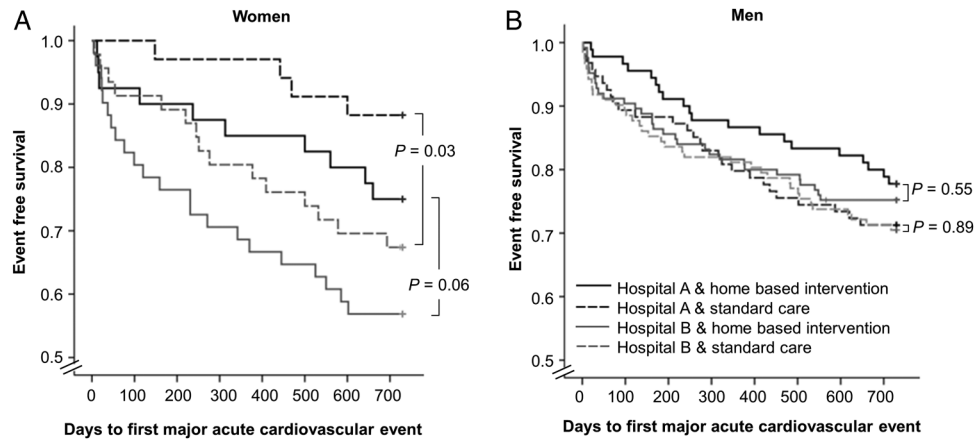 A
Women
1.0
0.9
0.8
0.7
0.6
0.5
Event free survival
P = 0.03
P = 0.06
0 100 200 300 400 500 600 700
Days to first major acute cardiovascular event
B
Men
1.0
0.9
0.8
0.7
0.6
0.5
Event free survival
P = 0.55
P = 0.89
Hospital A & home based intervention
Hospital A & standard care
Hospital B & home based intervention
Hospital B & standard care
0 100 200 300 400 500 600 700
Days to first major acute cardiovascular event